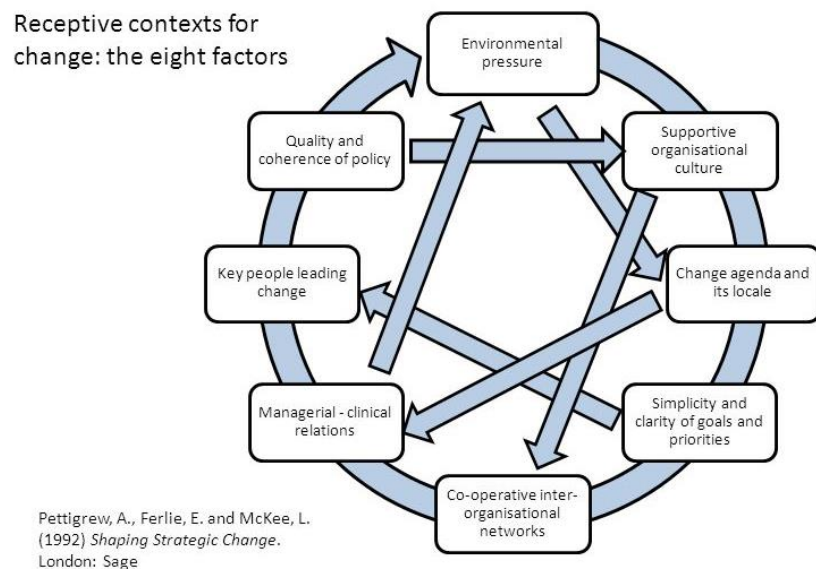 Receptive contexts for
change: the eight factors
Environmental
pressure
Quality and
coherence of policy
Supportive
organisational
culture
Key people leading
change
Change agenda and
its locale
Managerial - clinical
relations
Simplicity and
clarity of goals and
priorities
Co-operative inter-
organisational
networks
Pettigrew, A., Ferlie, E. and McKee, L.
(1992) Shaping Strategic Change.
London: Sage